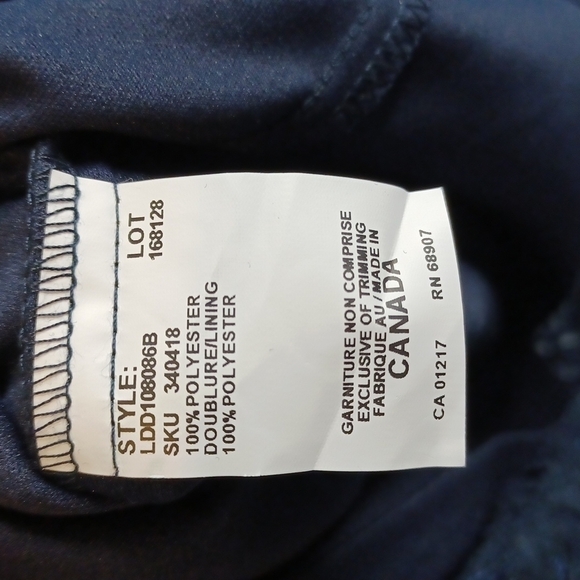 STYLE:
LDD108086B
LOT
168128
SKU 340418
100% POLYESTER
DOUBLURE/LINING
100% POLYESTER
GARNITURE NON COMPRISE
EXCLUSIVE OF TRIMMING
FABRIQUE AU / MADE IN
CANADA
CA 01217 RN 68907